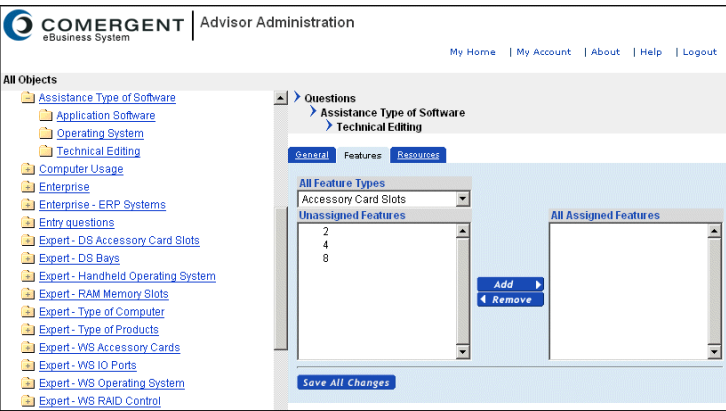 COMERGENT
eBusiness System
Advisor Administration
My Home | My Account | About | Help | Logout
All Objects
Assistance Type of Software
Application Software
Operating System
Technical Editing
Computer Usage
Enterprise
Enterprise - ERP Systems
Entry questions
Expert - DS Accessory Card Slots
Expert - DS Bays
Expert - Handheld Operating System
Expert - RAM Memory Slots
Expert - Type of Computer
Expert - Type of Products
Expert - WS Accessory Cards
Expert - WS IO Ports
Expert - WS Operating System
Expert - WS RAID Control
Questions
Assistance Type of Software
Technical Editing
General Features Resources
All Feature Types
Accessory Card Slots
Unassigned Features
2
4
8
Add
Remove
All Assigned Features
Save All Changes